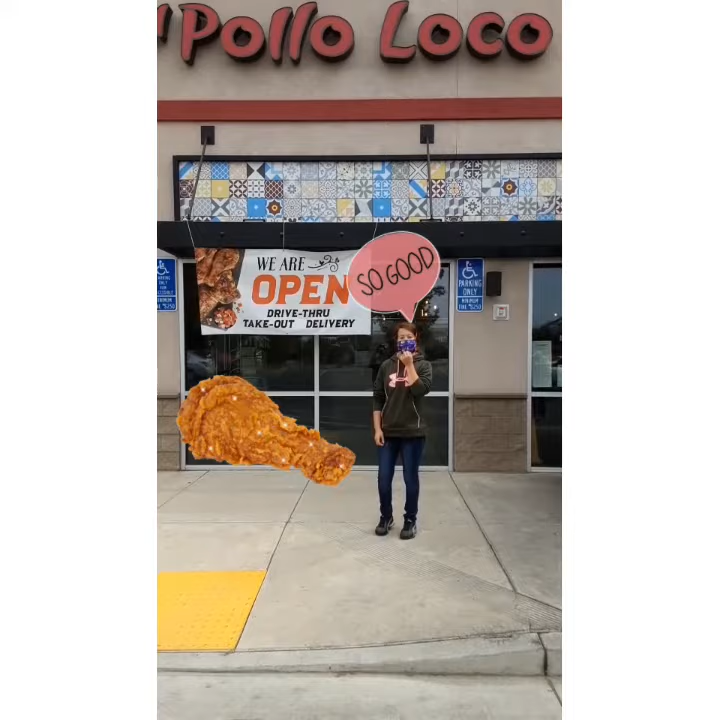 Pollo Loco
WE ARE
OPEN
DRIVE-THRU
TAKE-OUT DELIVERY
SO GOOD
PARKING
ONLY